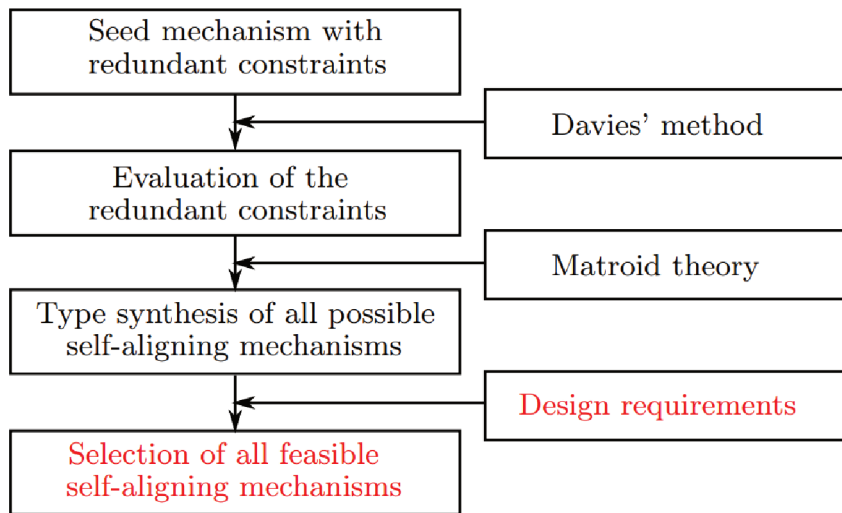 Seed mechanism with
redundant constraints
Davies' method
Evaluation of the
redundant constraints
Matroid theory
Type synthesis of all possible
self-aligning mechanisms
Design requirements
Selection of all feasible
self-aligning mechanisms